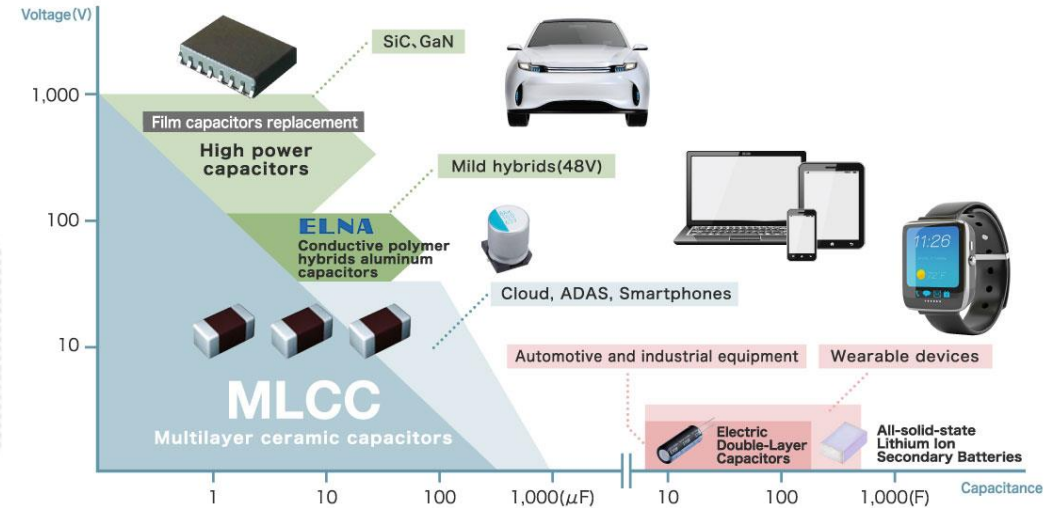 Voltage(V)
SiC、GaN
1,000
Film capacitors replacement
High power
capacitors
Mild hybrids(48V)
100
ELNA
Conductive polymer
hybrids aluminum
capacitors
11:26
Cloud, ADAS, Smartphones
10
Automotive and industrial equipment
Wearable devices
MLCC
Multilayer ceramic capacitors
Electric
Double-Layer
Capacitors
All-solid-state
Lithium Ion
Secondary Batteries
1
10
100
1,000(μF)
10
100
1,000(F)
Capacitance